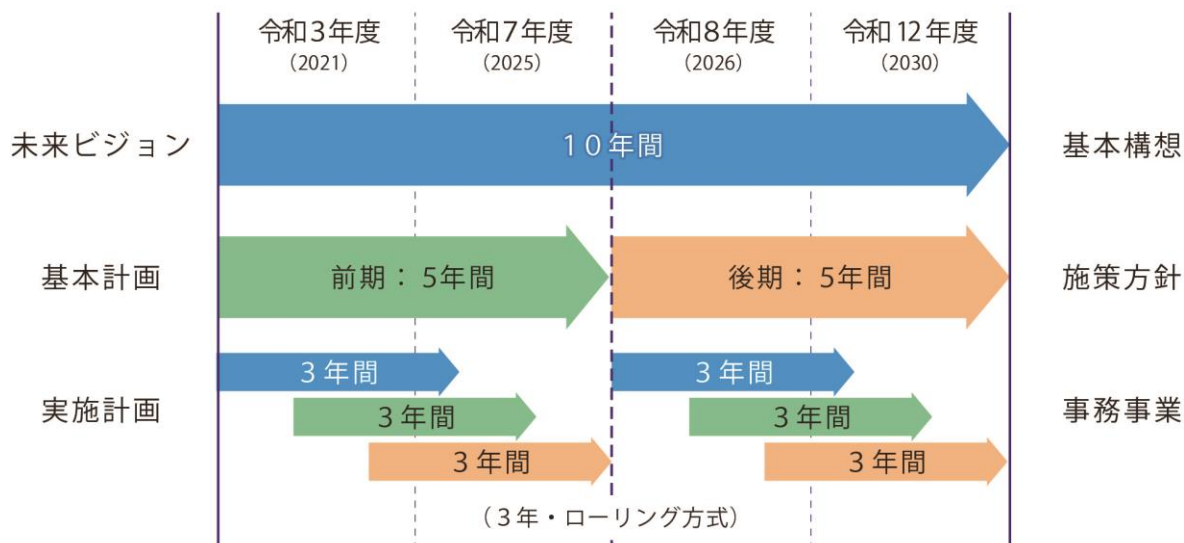 令和3年度
(2021)
令和7年度
(2025)
令和8年度
(2026)
令和12年度
(2030)
未来ビジョン
10年間
基本構想
基本計画
前期：5年間
後期：5年間
施策方針
実施計画
3年間
3年間
3年間
3年間
3年間
3年間
事務事業
(3年・ローリング方式)